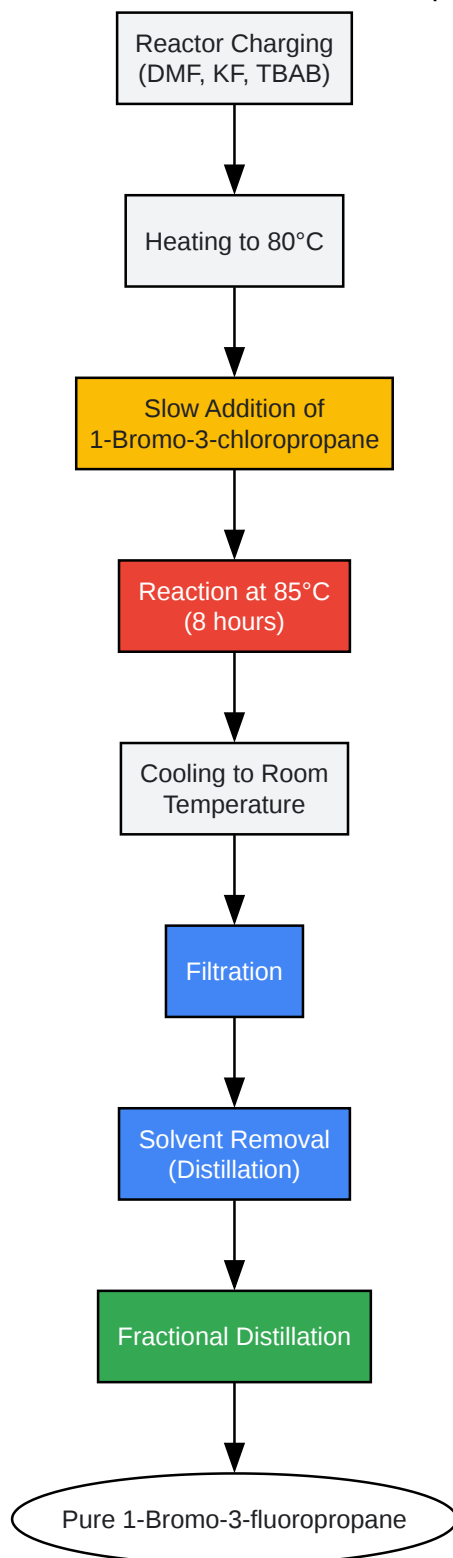 Reactor Charging
(DMF, KF, TBAB)
Heating to 80°C
Slow Addition of
1-Bromo-3-chloropropane
Reaction at 85°C
(8 hours)
Cooling to Room
Temperature
Filtration
Solvent Removal
(Distillation)
Fractional Distillation
Pure 1-Bromo-3-fluoropropane